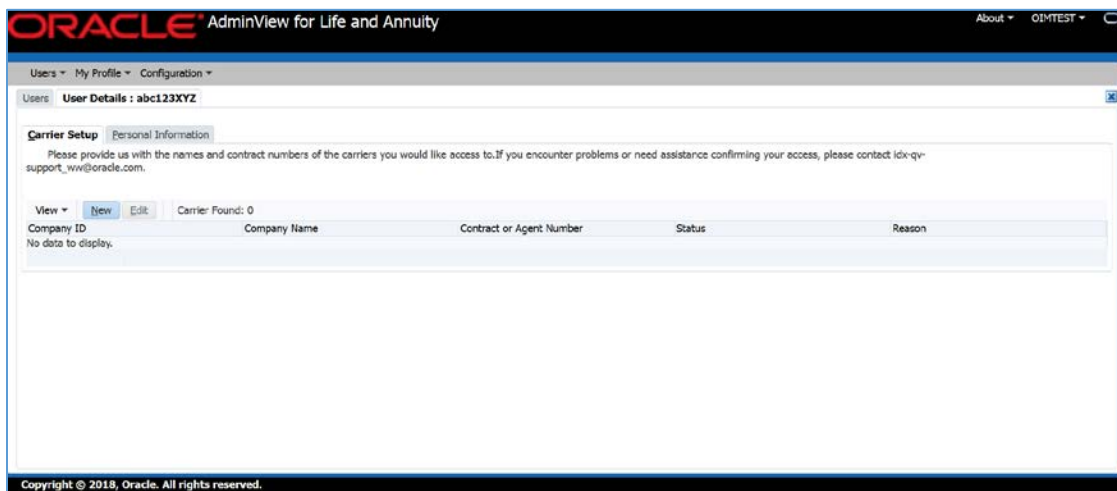 ORACLE AdminView for Life and Annuity
About OIMTEST
Users My Profile Configuration
Users User Details : abc123XYZ
Carrier Setup Personal Information
Please provide us with the names and contract numbers of the carriers you would like access to.If you encounter problems or need assistance confirming your access, please contact idx-qv-
support_ww@oracle.com.
View New Edit Carrier Found: 0
Company ID Company Name Contract or Agent Number Status Reason
No data to display.
Copyright © 2018, Oracle. All rights reserved.